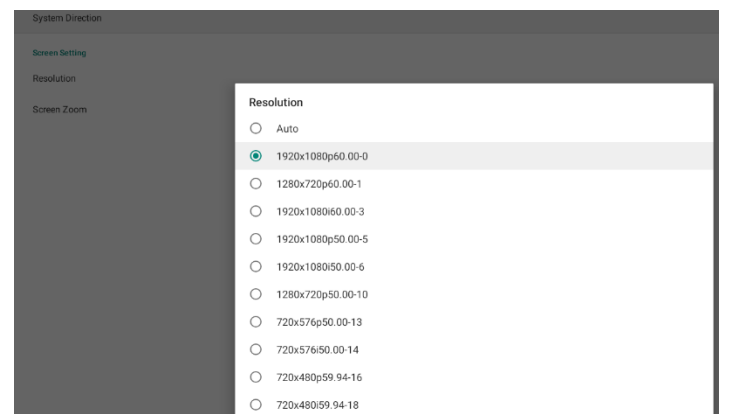 System Direction
Screen Setting
Resolution
Screen Zoom
Resolution
Auto
1920x1080p60.00-0
1280x720p60.00-1
1920x1080i60.00-3
1920x1080p50.00-5
1920x1080i50.00-6
1280x720p50.00-10
720x576p50.00-13
720x576i50.00-14
720x480p59.94-16
720x480i59.94-18